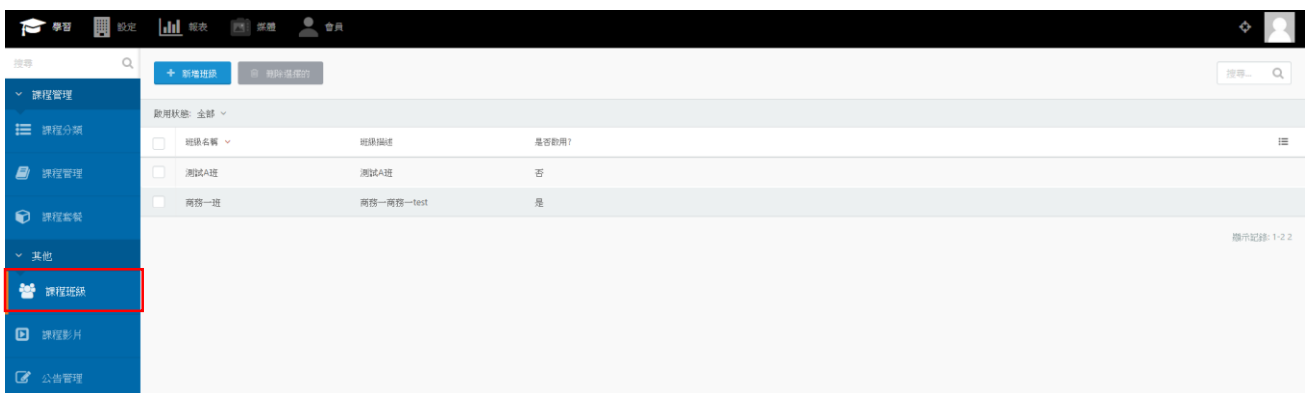 學習 設定 報表 媒體 會員
搜尋
新增班級 刪除選擇的
搜尋...
課程管理
啟用狀態: 全部
課程分類
班級名稱 班級描述 是否啟用?
課程管理
測試A班 測試A班 否
商務一班 商務一商務一test 是
課程套餐
顯示記錄: 1-2 2
其他
課程班級
課程影片
公告管理